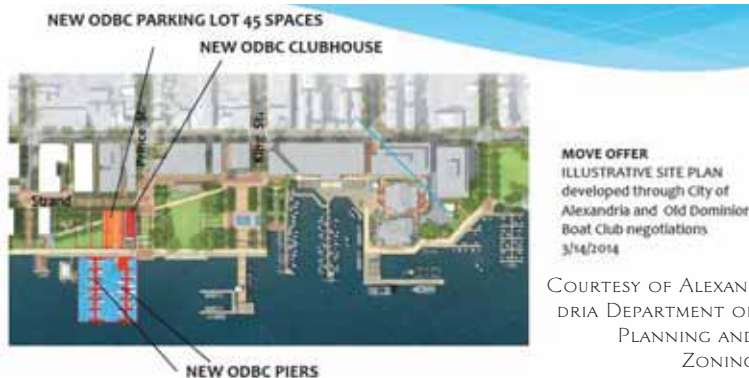 NEW ODBC PARKING LOT 45 SPACES
NEW ODBC CLUBHOUSE
Prince St.
King St.
Strand
MOVE OFFER
ILLUSTRATIVE SITE PLAN
developed through City of
Alexandria and Old Dominion
Boat Club negotiations
3/14/2014
COURTESY OF ALEXAN
DRIA DEPARTMENT OF
PLANNING AND
ZONING
NEW ODBC PIERS